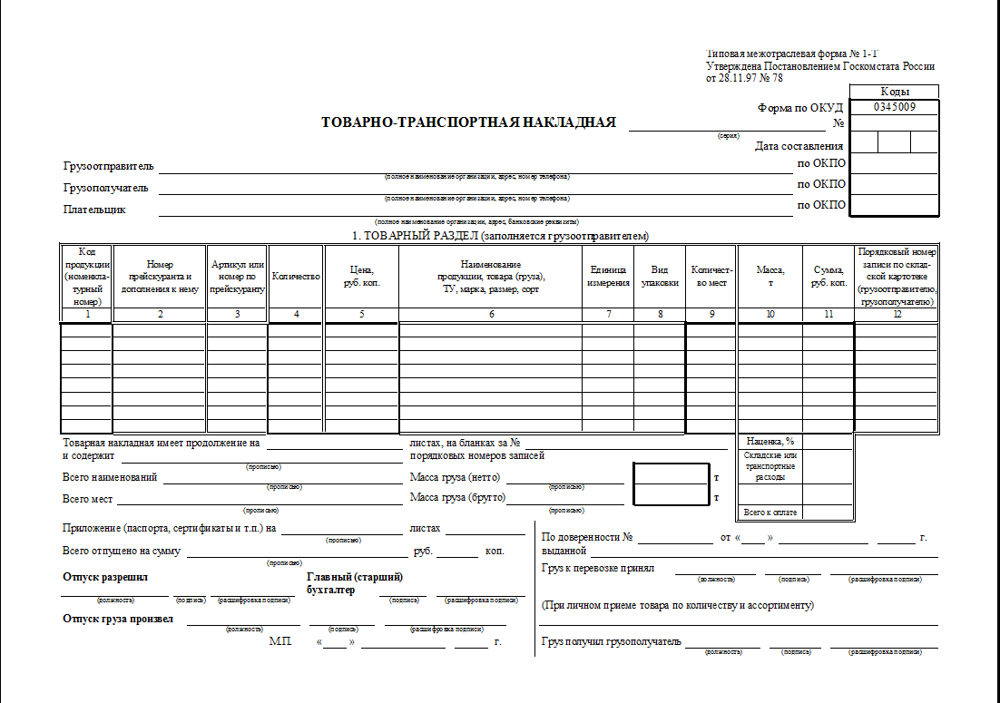 Типовая межотраслевая форма № 1-Т
Утверждена Постановлением Госкомстата России
от 28.11.97 № 78
Коды
Форма по ОКУД 0345009
ТОВАРНО-ТРАНСПОРТНАЯ НАКЛАДНАЯ №
(серия)
Дата составления
Грузоотправитель по ОКПО
(полное наименование организации, адрес, номер телефона)
Грузополучатель по ОКПО
(полное наименование организации, адрес, номер телефона)
Плательщик по ОКПО
(полное наименование организации, адрес, банковские реквизиты)
1. ТОВАРНЫЙ РАЗДЕЛ (заполняется грузоотправителем)
Код
продукции
(номенкла-
турный
номер)
Номер
прейскуранта и
дополнения к нему
Артикул или
номер по
прейскуранту
Количество
Цена,
руб. коп.
Наименование
продукции, товара (груза),
ТУ, марка, размер, сорт
Единица
измерения
Вид
упаковки
Количест-
во мест
Масса,
т
Сумма,
руб. коп.
Порядковый номер
записи по склад-
ской картотеке
(грузоотправителю,
грузополучателю)
1 2 3 4 5 6 7 8 9 10 11 12
Товарная накладная имеет продолжение на листах, на бланках за № Наценка, %
и содержит порядковых номеров записей
(прописью)
Складские или
транспортные
расходы
Всего наименований Масса груза (нетто) т
(прописью) (прописью)
Всего мест Масса груза (брутто) т
(прописью) (прописью)
Всего к оплате
Приложение (паспорта, сертификаты и т.п.) на листах
(прописью)
Всего отпущено на сумму руб. коп.
(прописью)
Отпуск разрешил Главный (старший)
бухгалтер
(должность) (подпись) (расшифровка подписи) (подпись) (расшифровка подписи)
Отпуск груза произвел
(должность) (подпись) (расшифровка подписи)
М.П. « » г.
По доверенности № от « » г.
выданной
Груз к перевозке принял
(должность) (подпись) (расшифровка подписи)
(При личном приеме товара по количеству и ассортименту)
Груз получил грузополучатель
(должность) (подпись) (расшифровка подписи)